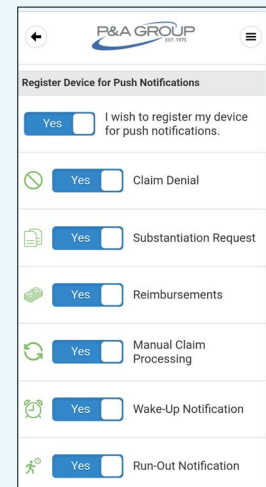 P&A GROUP
EST. 1975
Register Device for Push Notifications
Yes
I wish to register my device
for push notifications.
Yes
Claim Denial
Yes
Substantiation Request
Yes
Reimbursements
Yes
Manual Claim
Processing
Yes
Wake-Up Notification
Yes
Run-Out Notification